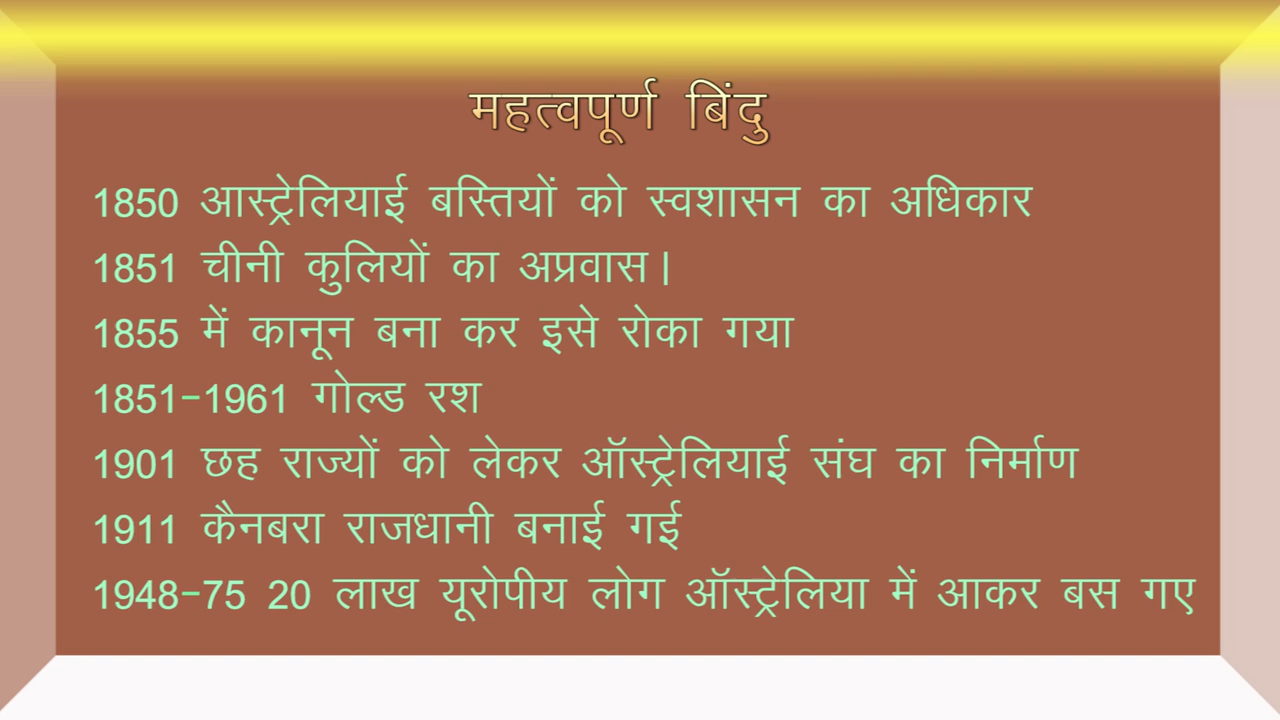 महत्वपूर्ण बिंदु
1850 आस्ट्रेलियाई बस्तियों को स्वशासन का अधिकार
1851 चीनी कुलियों का अप्रवास।
1855 में कानून बना कर इसे रोका गया
1851-1961 गोल्ड रश
1901 छह राज्यों को लेकर ऑस्ट्रेलियाई संघ का निर्माण
1911 कैनबरा राजधानी बनाई गई
1948-75 20 लाख यूरोपीय लोग ऑस्ट्रेलिया में आकर बस गए